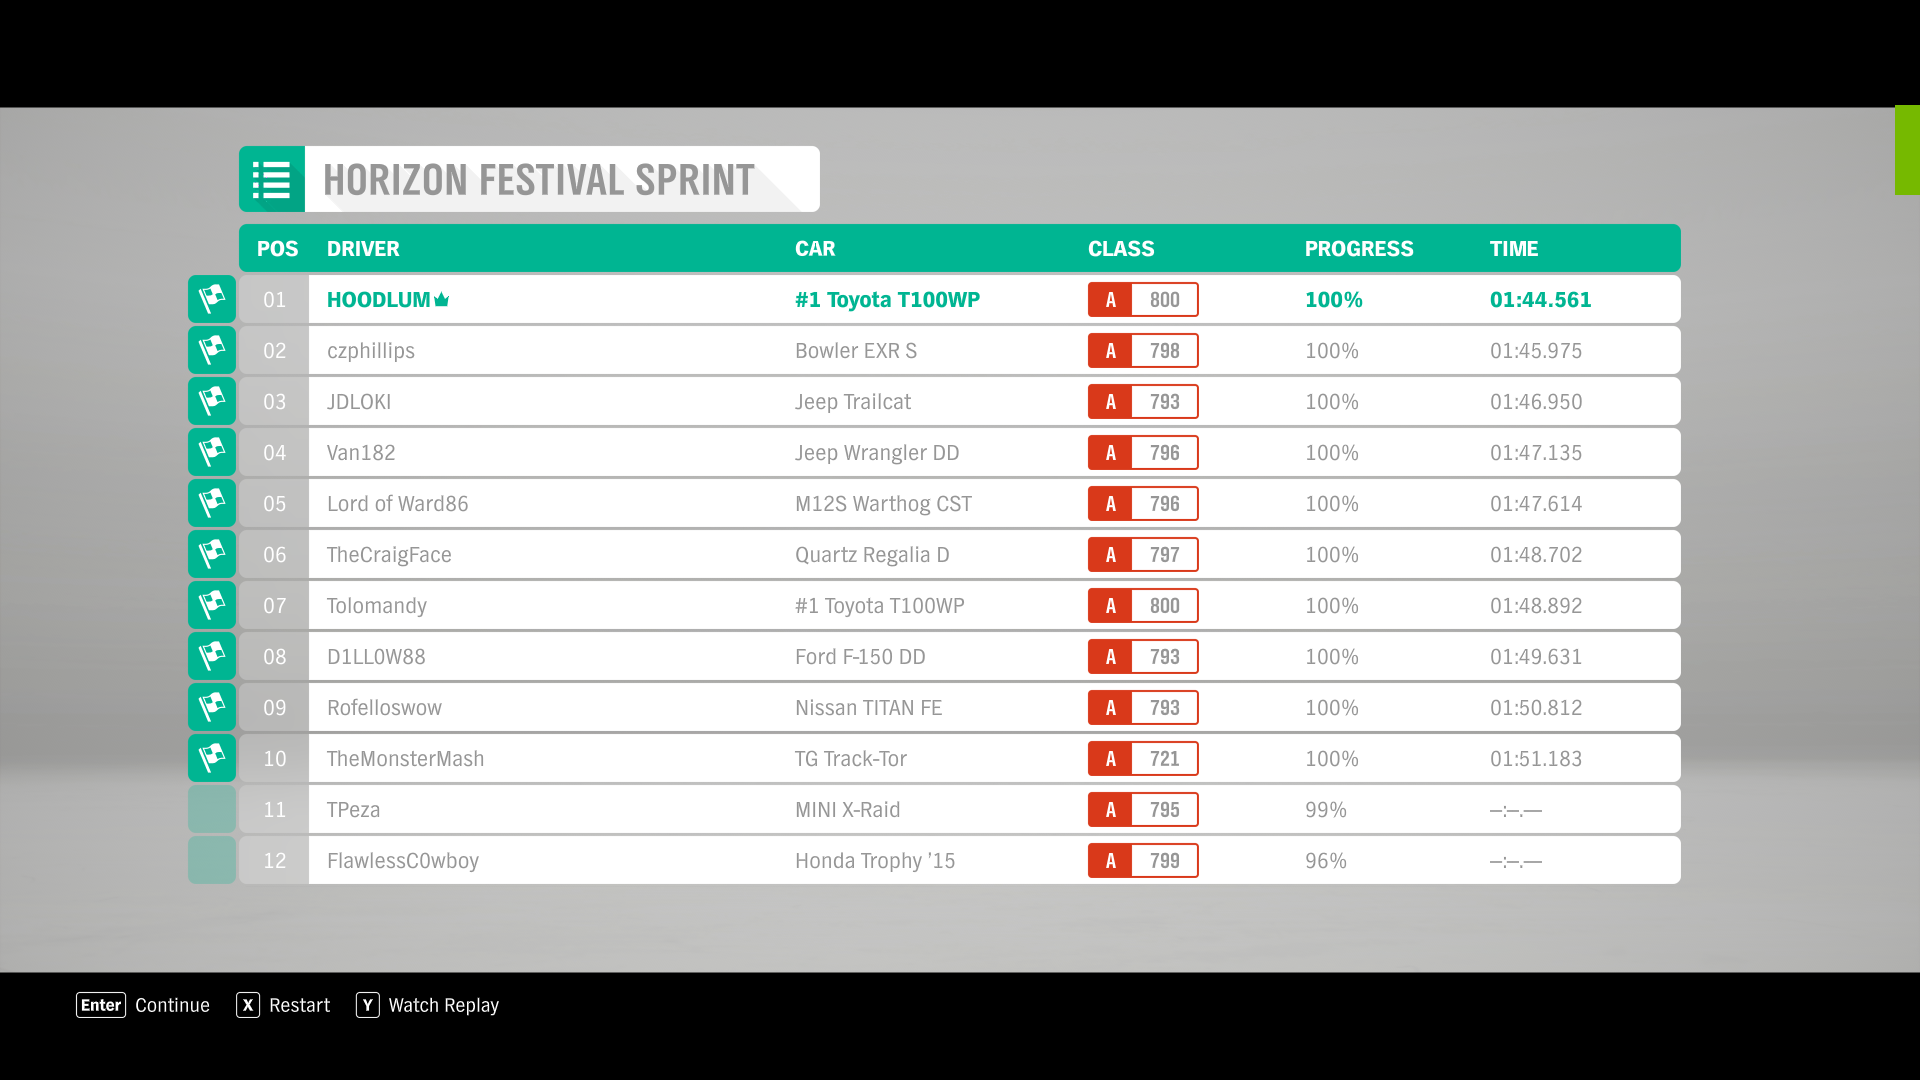 HORIZON FESTIVAL SPRINT
POS DRIVER CAR CLASS PROGRESS TIME
01 HOODLUM #1 Toyota T100WP A 800 100% 01:44.561
02 czphillips Bowler EXR S A 798 100% 01:45.975
03 JDLOKI Jeep Trailcat A 793 100% 01:46.950
04 Van182 Jeep Wrangler DD A 796 100% 01:47.135
05 Lord of Ward86 M12S Warthog CST A 796 100% 01:47.614
06 TheCraigFace Quartz Regalia D A 797 100% 01:48.702
07 Tolomandy #1 Toyota T100WP A 800 100% 01:48.892
08 D1LL0W88 Ford F-150 DD A 793 100% 01:49.631
09 Rofelloswow Nissan TITAN FE A 793 100% 01:50.812
10 TheMonsterMash TG Track-Tor A 721 100% 01:51.183
11 TPeza MINI X-Raid A 795 99% –:–.––
12 FlawlessC0wboy Honda Trophy ’15 A 799 96% –:–.––
Enter Continue X Restart Y Watch Replay